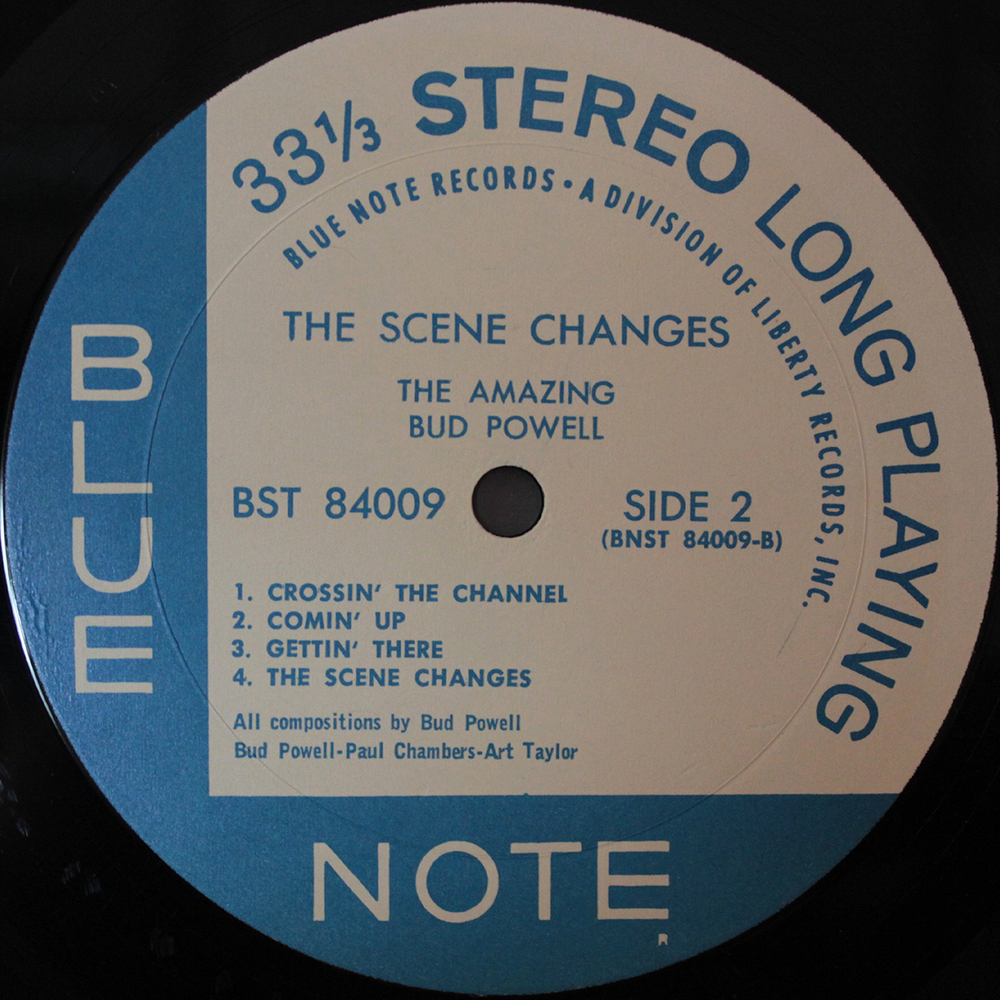 33⅓ STEREO LONG PLAYING
BLUE NOTE RECORDS • A DIVISION OF LIBERTY RECORDS, INC.
THE SCENE CHANGES
THE AMAZING
BUD POWELL
BST 84009
SIDE 2
(BNST 84009-B)
1. CROSSIN' THE CHANNEL
2. COMIN' UP
3. GETTIN' THERE
4. THE SCENE CHANGES
All compositions by Bud Powell
Bud Powell-Paul Chambers-Art Taylor
BLUE
NOTE
R